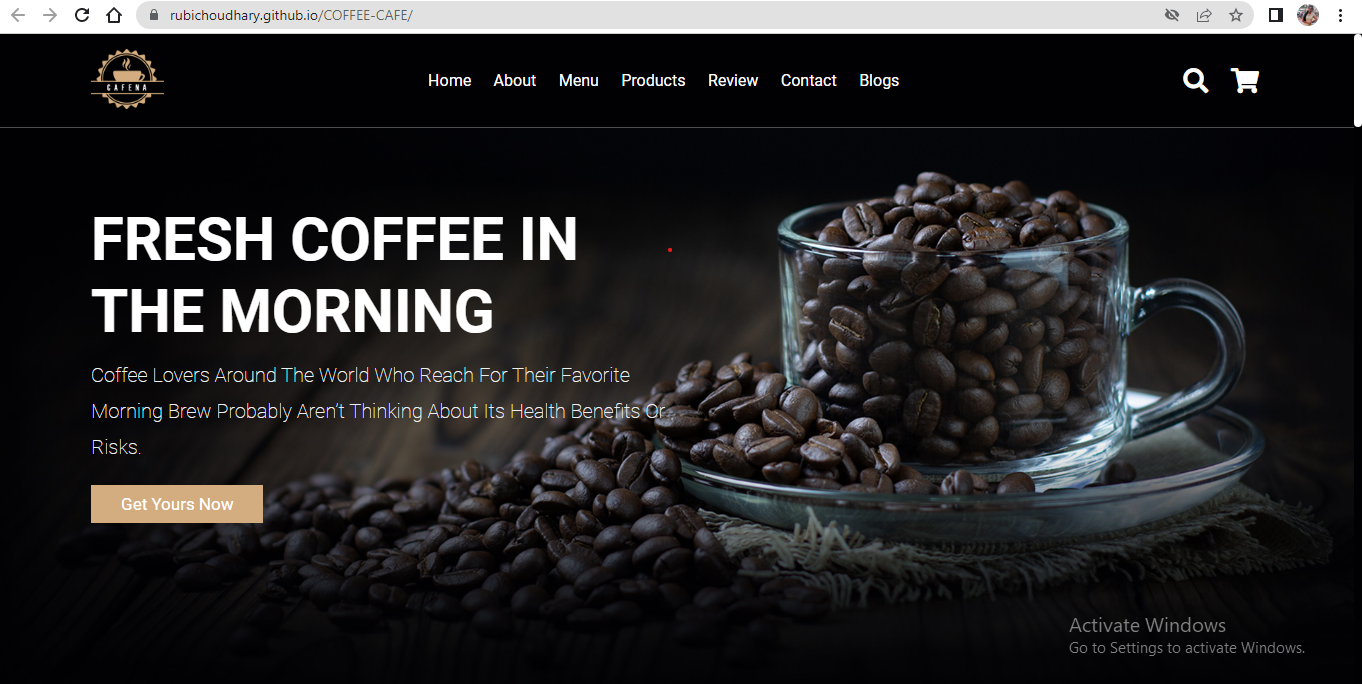 rubichoudhary.github.io/COFFEE-CAFE/
CAFENA
Home About Menu Products Review Contact Blogs
FRESH COFFEE IN
THE MORNING
Coffee Lovers Around The World Who Reach For Their Favorite
Morning Brew Probably Aren't Thinking About Its Health Benefits Or
Risks.
Get Yours Now
Activate Windows
Go to Settings to activate Windows.